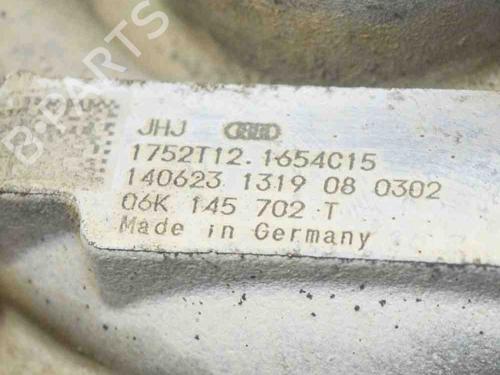 JHJ
1752T12.1654C15
140623 1319 08 0302
06K 145 702 T
Made in Germany
B-PARTS